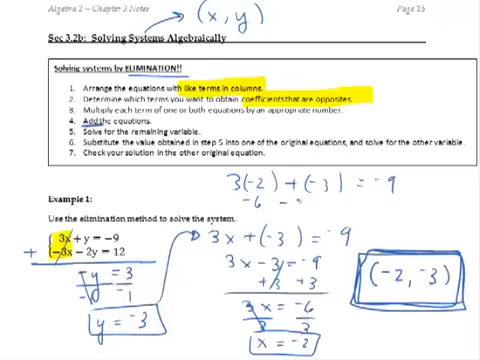 Algebra 2 – Chapter 3 Notes
Page 16
(x, y)
Sec 3.2b: Solving Systems Algebraically
Solving systems by ELIMINATION!!
1. Arrange the equations with like terms in columns.
2. Determine which terms you want to obtain coefficients that are opposites.
3. Multiply each term of one or both equations by an appropriate number.
4. Add the equations.
5. Solve for the remaining variable.
6. Substitute the value obtained in step 5 into one of the original equations, and solve for the other variable.
7. Check your solution in the other original equation.
3(-2) + (-3) = -9
-6 -
Example 1:
Use the elimination method to solve the system.
3x + y = -9
+ -3x - 2y = 12
-y = 3
-1
y = -3
3x + (-3) = -9
3x - 3 = -9
+3 +3
3x = -6
3 3
x = -2
(-2, -3)